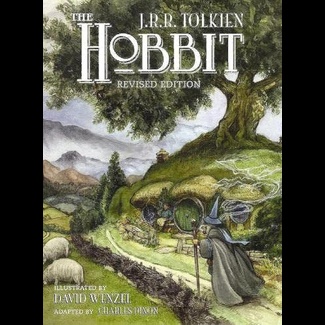 J.R.R. TOLKIEN
THE
HOBBIT
REVISED EDITION
ILLUSTRATED BY
DAVID WENZEL
ADAPTED BY CHARLES DIXON